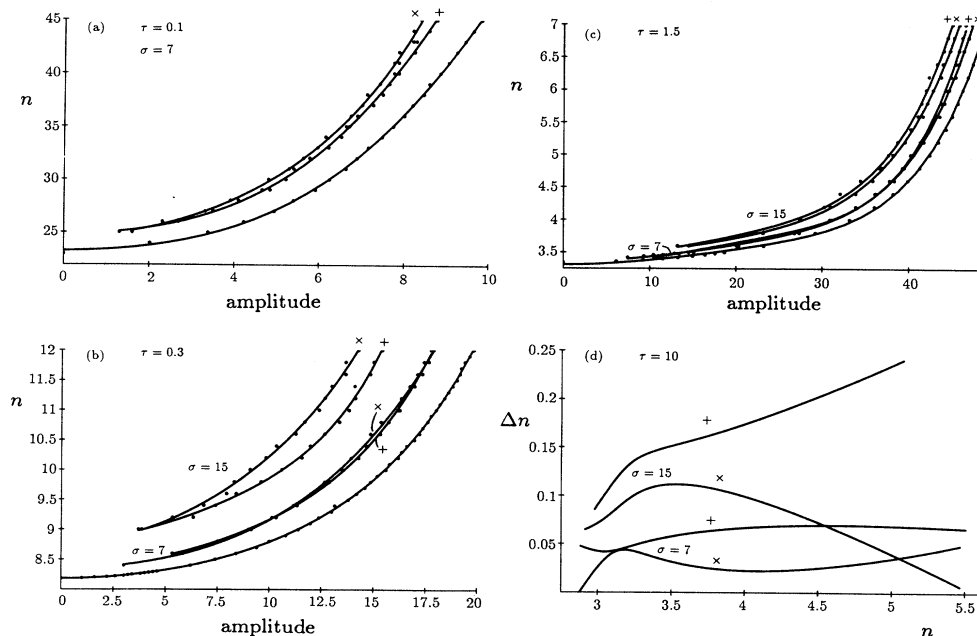 (a) τ = 0.1
σ = 7
× +
45
35
25
n
0 2 4 6 8 10
amplitude
(c) τ = 1.5
+ × + ×
7
6.5
6
5.5
5
4.5
4
3.5
n
σ = 15
σ = 7
0 10 20 30 40
amplitude
(b) τ = 0.3
× +
12
11.5
11
10.5
10
9.5
9
8.5
n
×
+
σ = 15
σ = 7
0 2.5 5 7.5 10 12.5 15 17.5 20
amplitude
(d) τ = 10
0.25
0.2
0.15
0.1
0.05
Δn
+
σ = 15 ×
+
σ = 7 ×
3 3.5 4 4.5 5 5.5
n